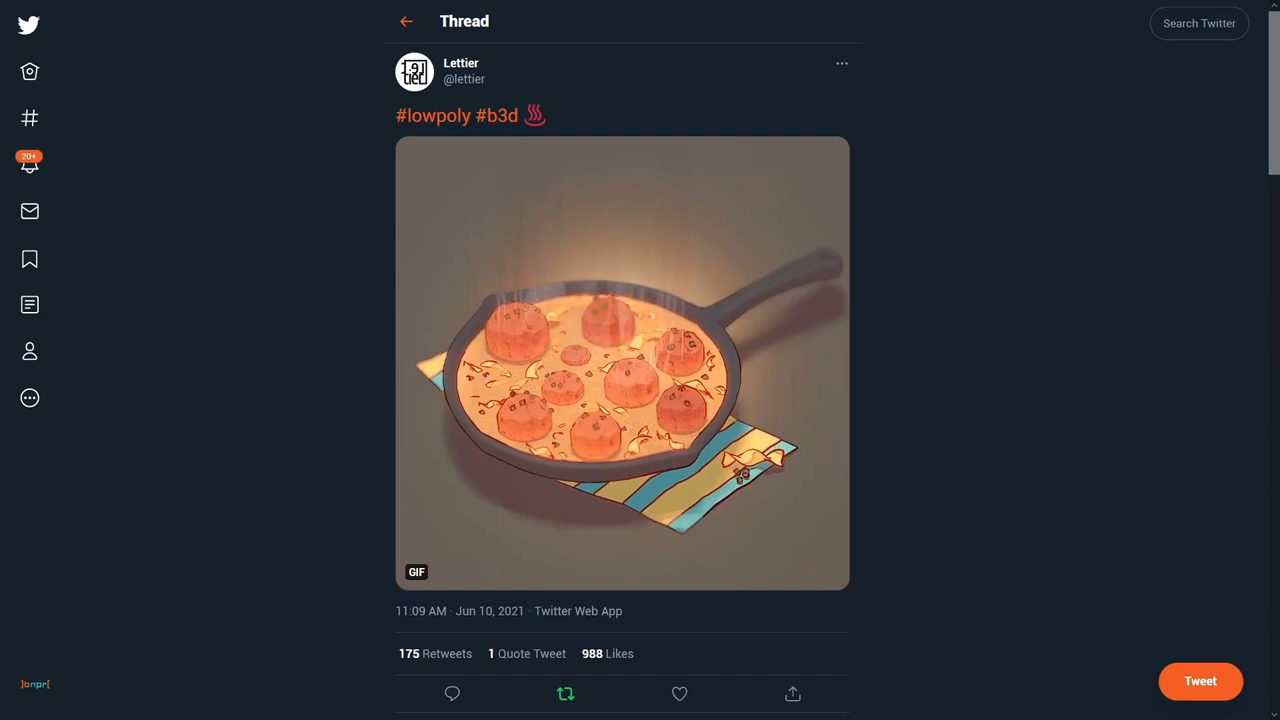 Thread
Search Twitter
Lettier
@lettier
#lowpoly #b3d ♨
20+
GIF
11:09 AM · Jun 10, 2021 · Twitter Web App
175 Retweets 1 Quote Tweet 988 Likes
]bnpr[
Tweet